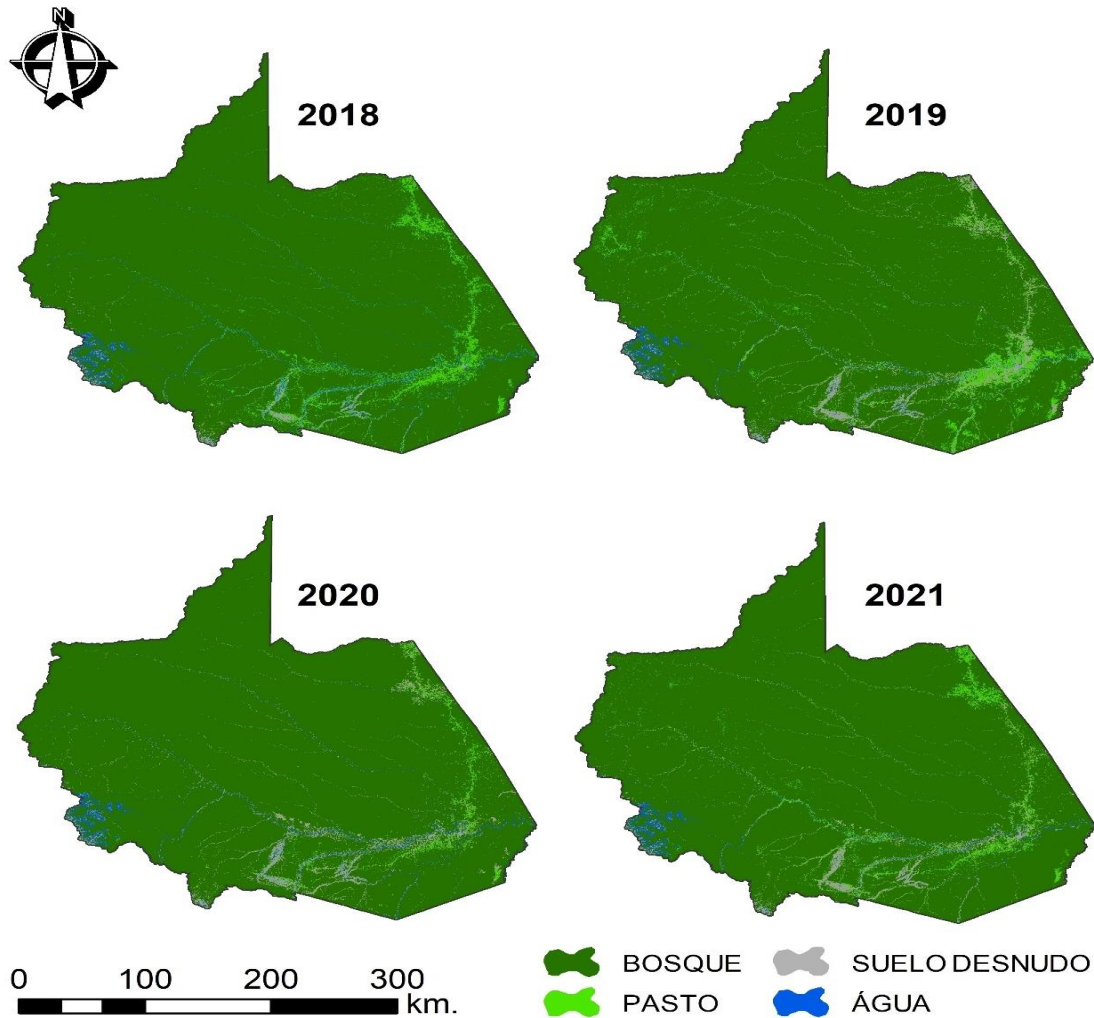 N
2018
2019
2020
2021
0 100 200 300
km.
BOSQUE
SUELO DESNUDO
PASTO
ÁGUA